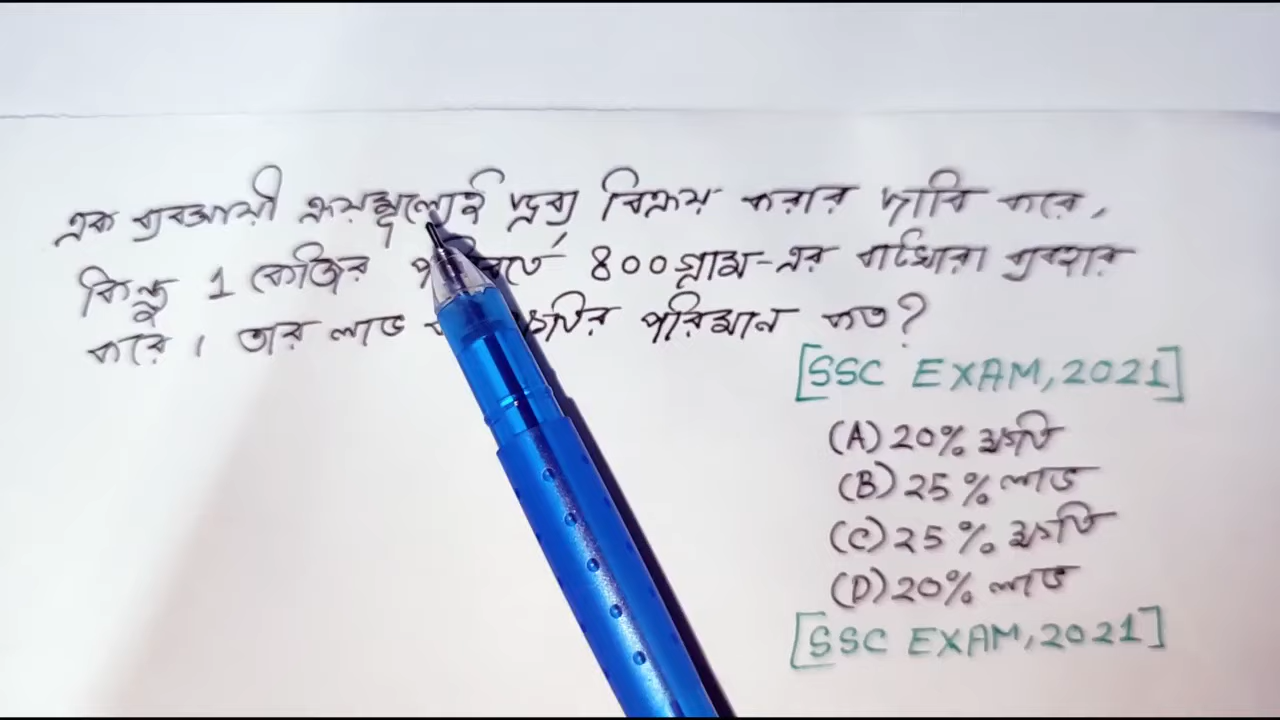 এক ব্যবসায়ী ক্রয়মূল্যেই দ্রব্য বিক্রয় করার দাবি করে,
কিন্তু 1 কেজির পরিবর্তে 800গ্রাম-এর বাটখারা ব্যবহার
করে। তার লাভ ক্ষতির পরিমান কত?
[SSC EXAM, 2021]
(A) 20% ক্ষতি
(B) 25% লাভ
(C) 25% ক্ষতি
(D) 20% লাভ
[SSC EXAM, 2021]